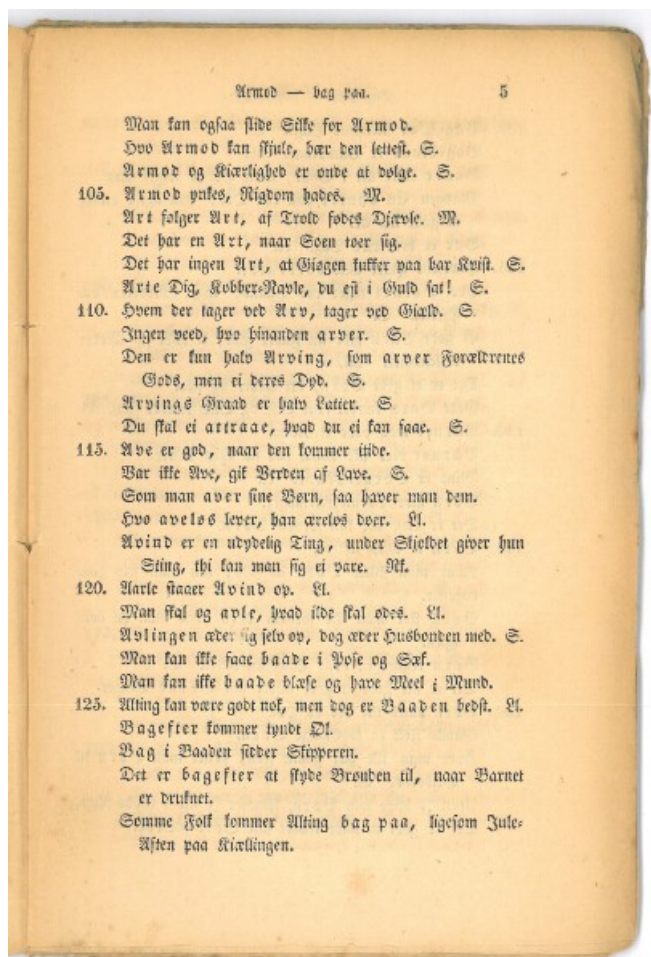 Armod — bag paa. 5
Man kan ogsaa slide Silke for Armod.
Hvo Armod kan skjule, bær den lettest. S.
Armod og Kiærlighed er onde at dølge. S.
105. Armod ynkes, Rigdom hades. M.
Art følger Art, af Trold fødes Djævle. M.
Det har en Art, naar Soen toer sig.
Det har ingen Art, at Giøgen kukker paa bar Kvist. S.
Arte Dig, Kobber-Navle, du est i Guld sat! S.
110. Hvem der tager ved Arv, tager ved Giæld. S.
Ingen veed, hvo hinanden arver. S.
Den er kun halv Arving, som arver Forældrenes
Gods, men ei deres Dyd. S.
Arvings Graad er halv Latter. S.
Du skal ei attraae, hvad du ei kan faae. S.
115. Ave er god, naar den kommer itide.
Var ikke Ave, gik Verden af Lave. S.
Som man aver sine Børn, saa haver man dem.
Hvo aveløs lever, han æreløs døer. Ll.
Avind er en udydelig Ting, under Skjoldet giver hun
Sting, thi kan man sig ei vare. Rk.
120. Aarle staaer Avind op. Ll.
Man skal og avle, hvad ilde skal ødes. Ll.
Avlingen æder sig selv op, dog æder Husbonden med. S.
Man kan ikke faae baade i Pose og Sæk.
Man kan ikke baade blæse og have Meel i Mund.
125. Alting kan være godt nok, men dog er Baaden bedst. Ll.
Bagefter kommer tyndt Øl.
Bag i Baaden sidder Skipperen.
Det er bagefter at skyde Brønden til, naar Barnet
er druknet.
Somme Folk kommer Alting bag paa, ligesom Jule-
Aften paa Kiællingen.